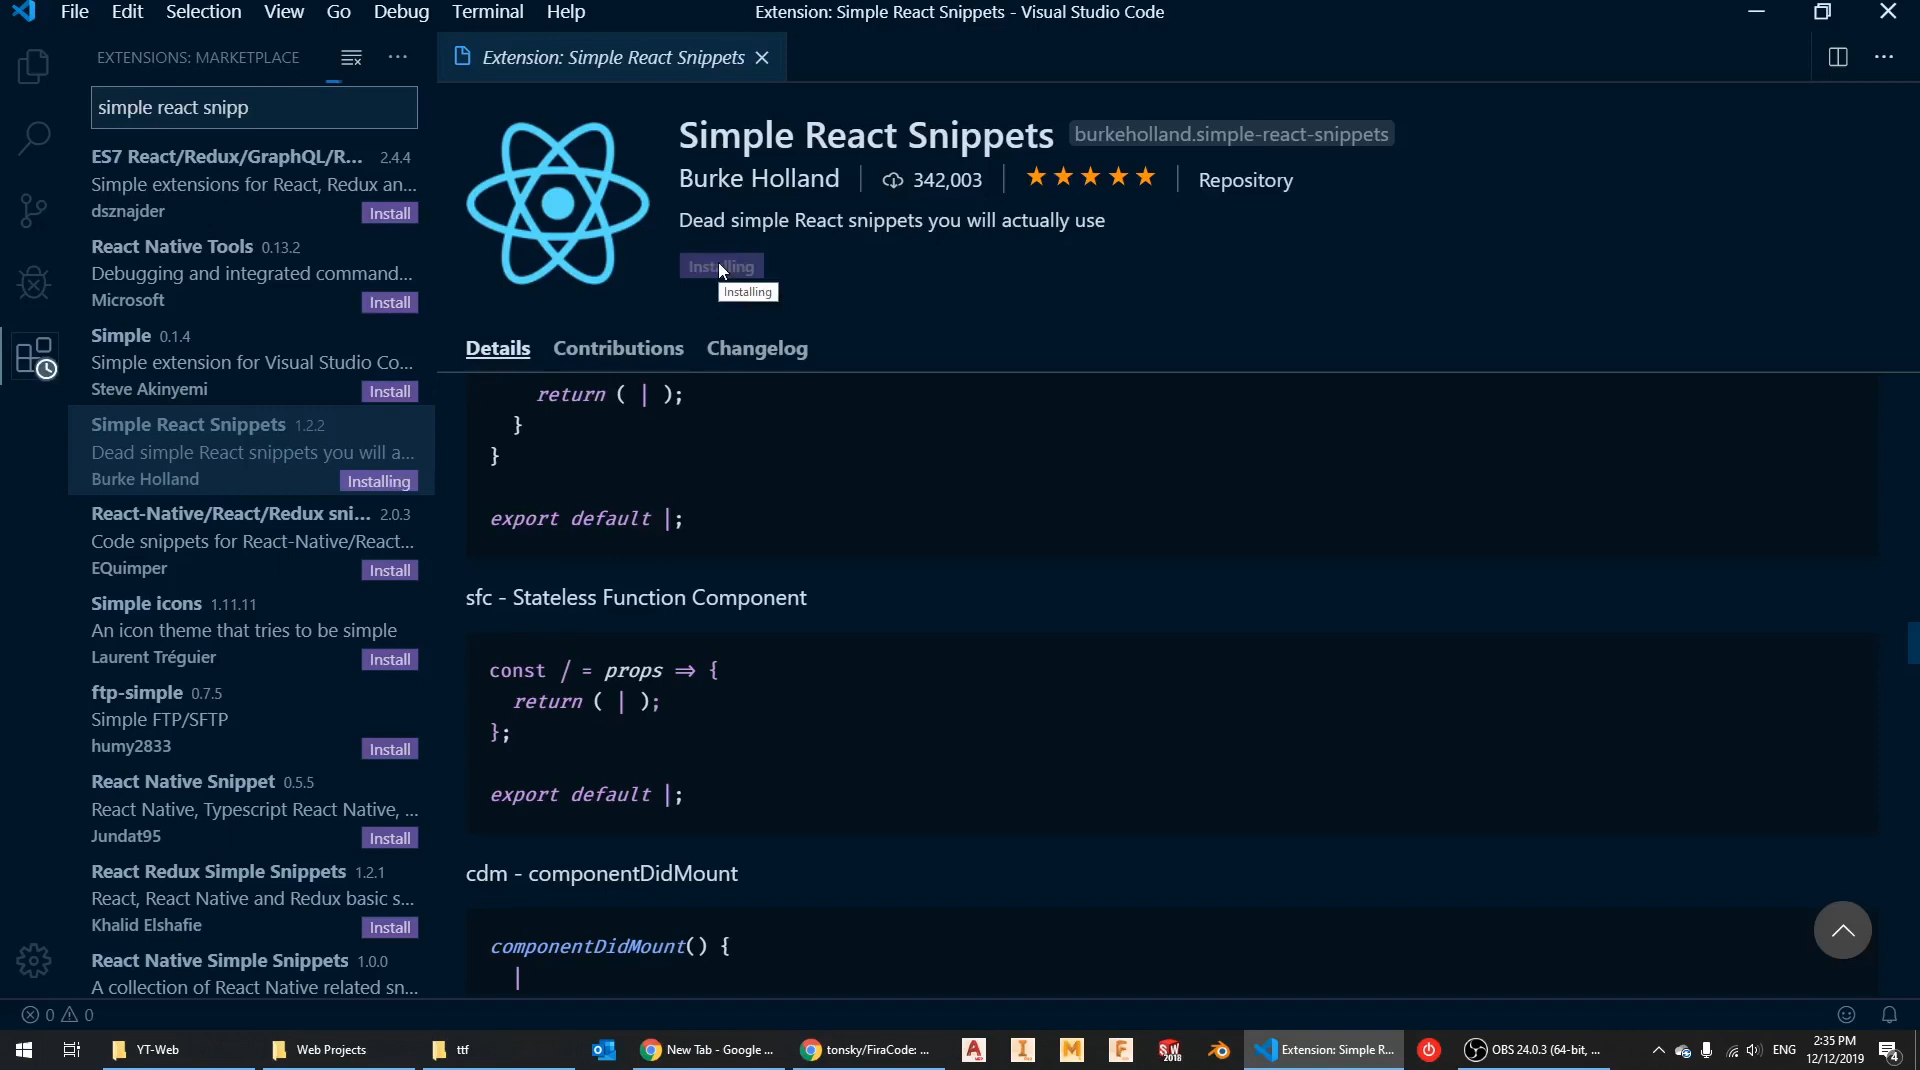 File Edit Selection View Go Debug Terminal Help
Extension: Simple React Snippets - Visual Studio Code
EXTENSIONS: MARKETPLACE
simple react snipp
ES7 React/Redux/GraphQL/R... 2.4.4
Simple extensions for React, Redux an...
dsznajder Install
React Native Tools 0.13.2
Debugging and integrated command...
Microsoft Install
Simple 0.1.4
Simple extension for Visual Studio Co...
Steve Akinyemi Install
Simple React Snippets 1.2.2
Dead simple React snippets you will a...
Burke Holland Installing
React-Native/React/Redux sni... 2.0.3
Code snippets for React-Native/React...
EQuimper Install
Simple icons 1.11.11
An icon theme that tries to be simple
Laurent Tréguier Install
ftp-simple 0.7.5
Simple FTP/SFTP
humy2833 Install
React Native Snippet 0.5.5
React Native, Typescript React Native, ...
Jundat95 Install
React Redux Simple Snippets 1.2.1
React, React Native and Redux basic s...
Khalid Elshafie Install
React Native Simple Snippets 1.0.0
A collection of React Native related sn...
Extension: Simple React Snippets
Simple React Snippets burkeholland.simple-react-snippets
Burke Holland 342,003 ★★★★★ Repository
Dead simple React snippets you will actually use
Installing
Installing
Details Contributions Changelog
return ( | );
}
}
export default |;
sfc - Stateless Function Component
const | = props => {
return ( | );
};
export default |;
cdm - componentDidMount
componentDidMount() {
|
0 0
YT-Web Web Projects ttf New Tab - Google ... tonsky/FiraCode: ... SW 2018 Extension: Simple R... OBS 24.0.3 (64-bit, ... ENG 2:35 PM
12/12/2019 4